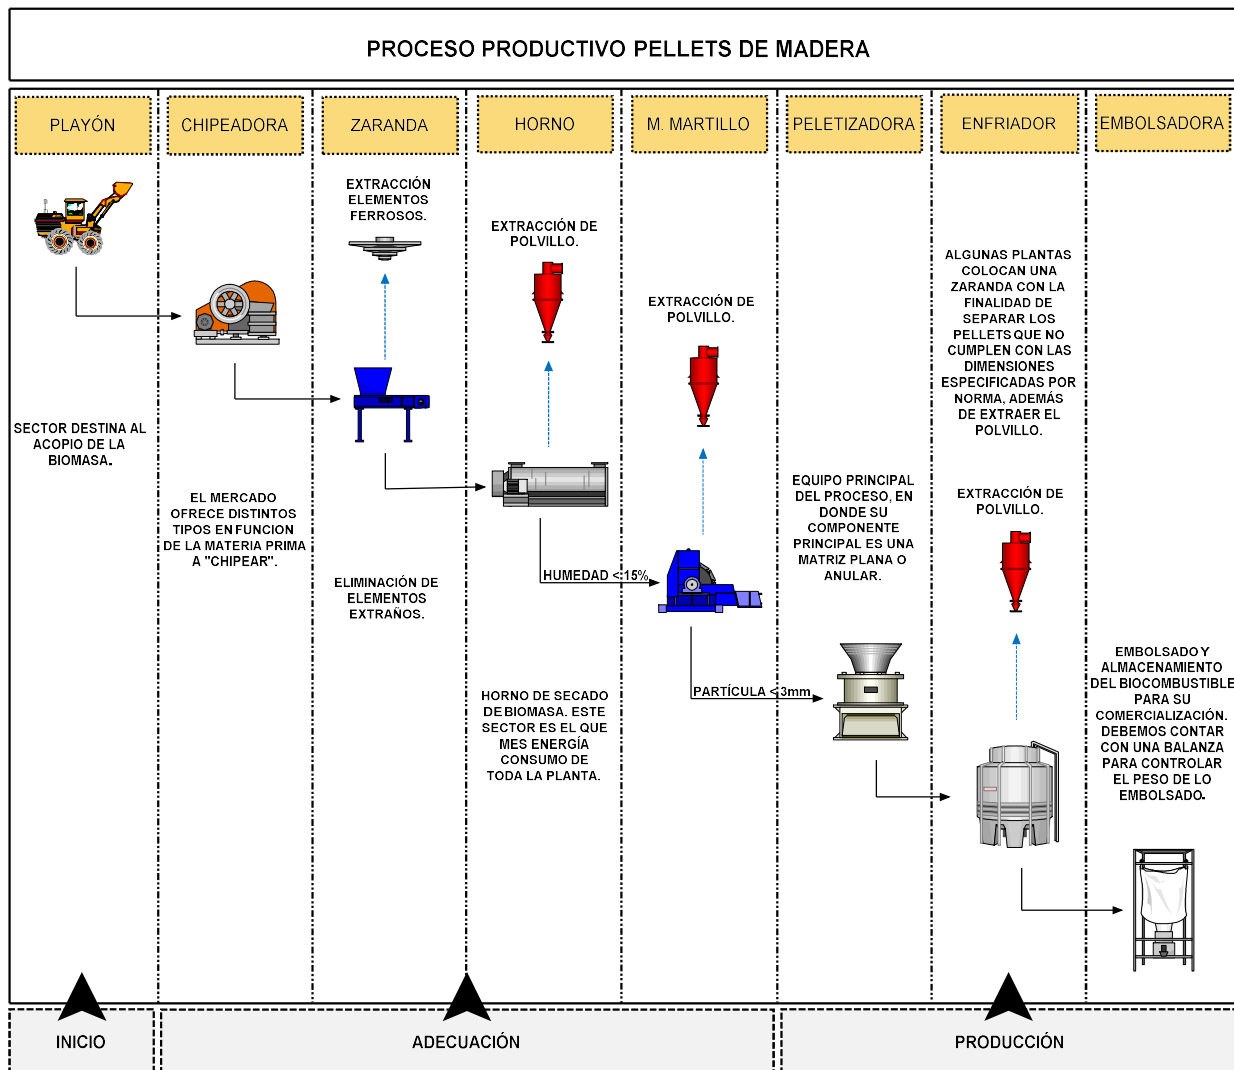 PROCESO PRODUCTIVO PELLETS DE MADERA
PLAYÓN
CHIPEADORA
ZARANDA
HORNO
M. MARTILLO
PELETIZADORA
ENFRIADOR
EMBOLSADORA
SECTOR DESTINA AL
ACOPIO DE LA
BIOMASA.
EL MERCADO
OFRECE DISTINTOS
TIPOS EN FUNCION
DE LA MATERIA PRIMA
A "CHIPEAR".
EXTRACCIÓN
ELEMENTOS
FERROSOS.
ELIMINACIÓN DE
ELEMENTOS
EXTRAÑOS.
EXTRACCIÓN DE
POLVILLO.
HUMEDAD <15%
HORNO DE SECADO
DE BIOMASA. ESTE
SECTOR ES EL QUE
MES ENERGÍA
CONSUMO DE
TODA LA PLANTA.
EXTRACCIÓN DE
POLVILLO.
PARTÍCULA <3mm
EQUIPO PRINCIPAL
DEL PROCESO, EN
DONDE SU
COMPONENTE
PRINCIPAL ES UNA
MATRIZ PLANA O
ANULAR.
ALGUNAS PLANTAS
COLOCAN UNA
ZARANDA CON LA
FINALIDAD DE
SEPARAR LOS
PELLETS QUE NO
CUMPLEN CON LAS
DIMENSIONES
ESPECIFICADAS POR
NORMA, ADEMÁS
DE EXTRAER EL
POLVILLO.
EXTRACCIÓN DE
POLVILLO.
EMBOLSADO Y
ALMACENAMIENTO
DEL BIOCOMBUSTIBLE
PARA SU
COMERCIALIZACIÓN.
DEBEMOS CONTAR
CON UNA BALANZA
PARA CONTROLAR
EL PESO DE LO
EMBOLSADO.
INICIO
ADECUACIÓN
PRODUCCIÓN